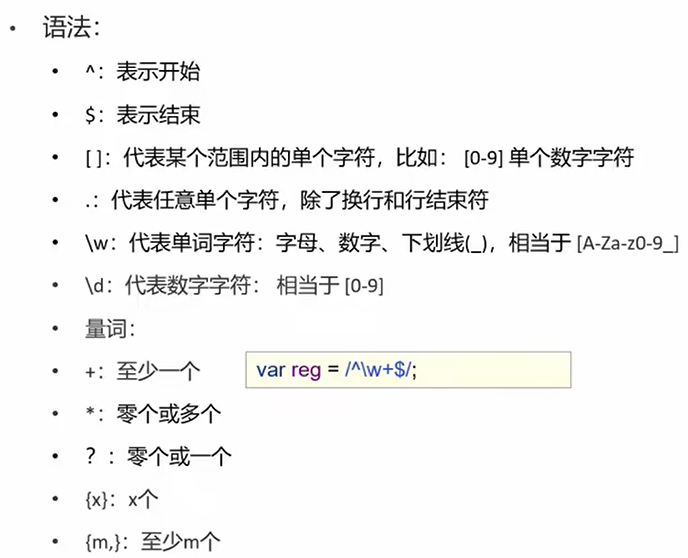 • 语法：
• ^：表示开始
• $：表示结束
• [ ]：代表某个范围内的单个字符，比如： [0-9] 单个数字字符
• .：代表任意单个字符，除了换行和行结束符
• \w：代表单词字符：字母、数字、下划线(_)，相当于 [A-Za-z0-9_]
• \d：代表数字字符： 相当于 [0-9]
• 量词：
• +：至少一个
var reg = /^\w+$/;
• *：零个或多个
• ？：零个或一个
• {x}：x个
• {m,}：至少m个